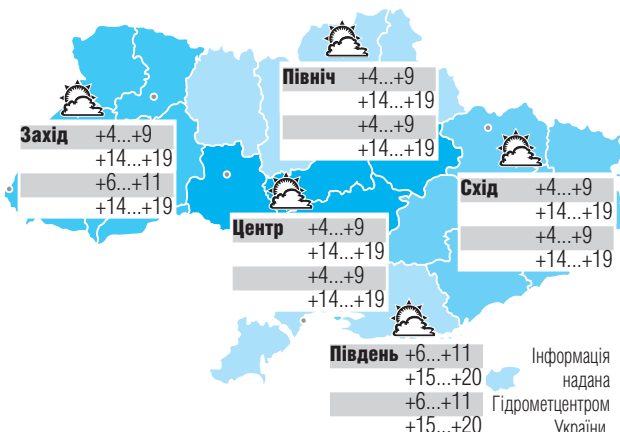 Північ +4...+9
+14...+19
+4...+9
+14...+19
Захід +4...+9
+14...+19
+6...+11
+14...+19
Схід +4...+9
+14...+19
+4...+9
+14...+19
Центр +4...+9
+14...+19
+4...+9
+14...+19
Південь +6...+11
+15...+20
+6...+11
+15...+20
Інформація
надана
Гідрометцентром
України.